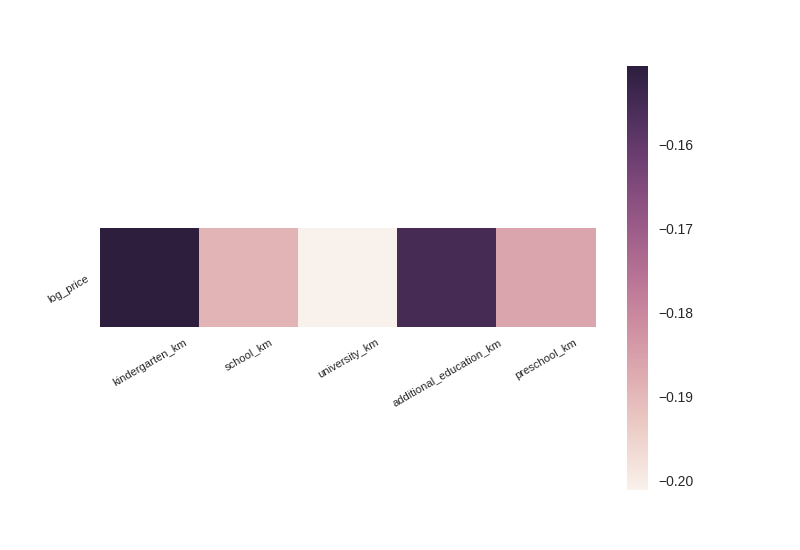 log_price
kindergarten_km
school_km
university_km
additional_education_km
preschool_km
−0.16
−0.17
−0.18
−0.19
−0.20